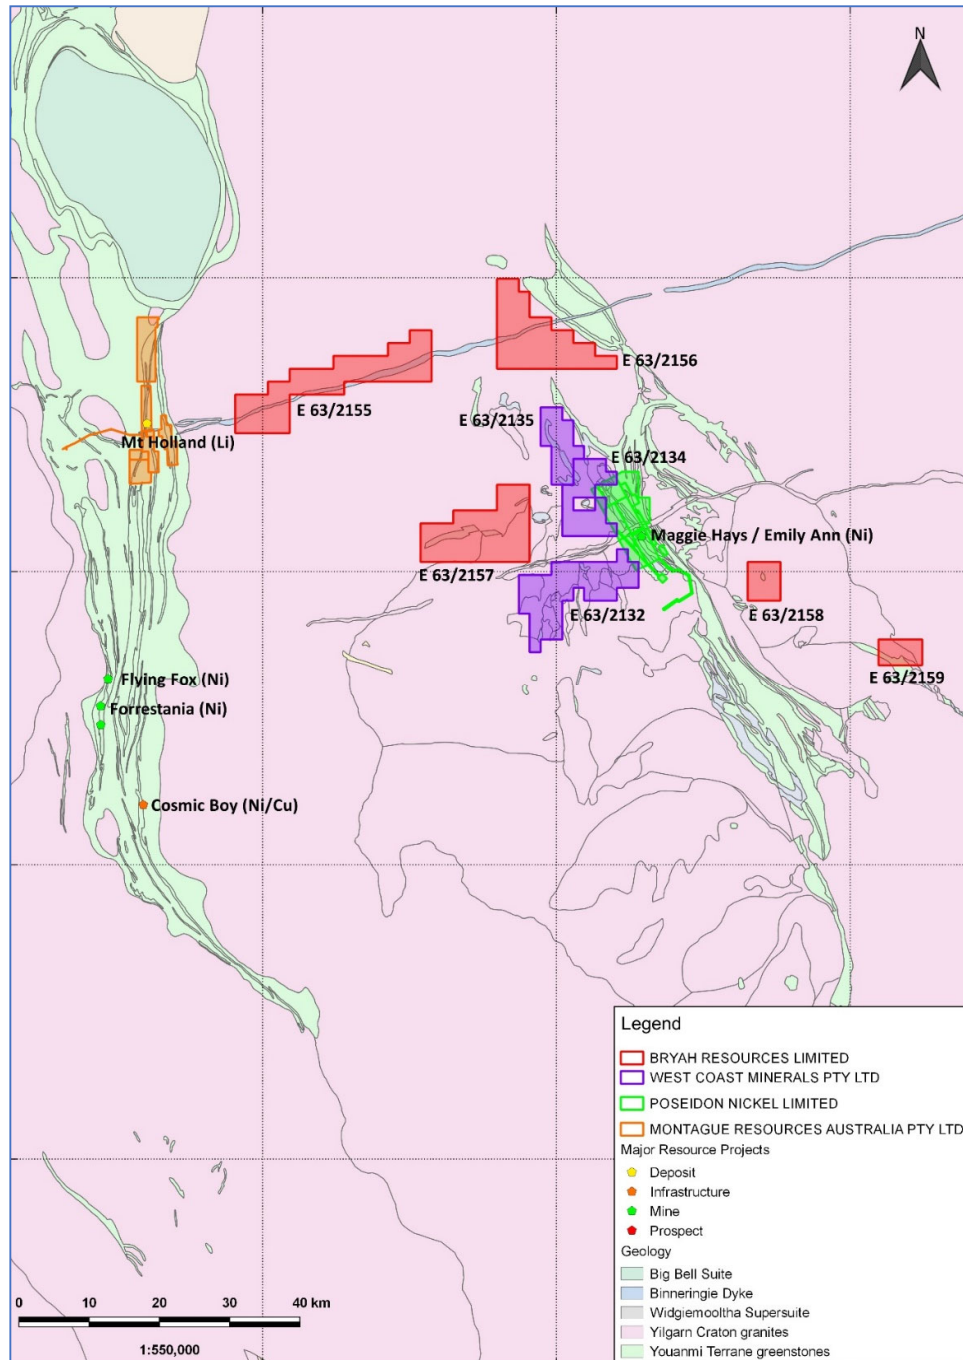 N
E 63/2156
E 63/2155
E 63/2135
Mt Holland (Li)
E 63/2134
Maggie Hays / Emily Ann (Ni)
E 63/2157
E 63/2158
E 63/2132
E 63/2159
Flying Fox (Ni)
Forrestania (Ni)
Cosmic Boy (Ni/Cu)
Legend
BRYAH RESOURCES LIMITED
WEST COAST MINERALS PTY LTD
POSEIDON NICKEL LIMITED
MONTAGUE RESOURCES AUSTRALIA PTY LTD
Major Resource Projects
Deposit
Infrastructure
Mine
Prospect
Geology
Big Bell Suite
Binneringie Dyke
Widgiemooltha Supersuite
Yilgarn Craton granites
Youanmi Terrane greenstones
0 10 20 30 40 km
1:550,000